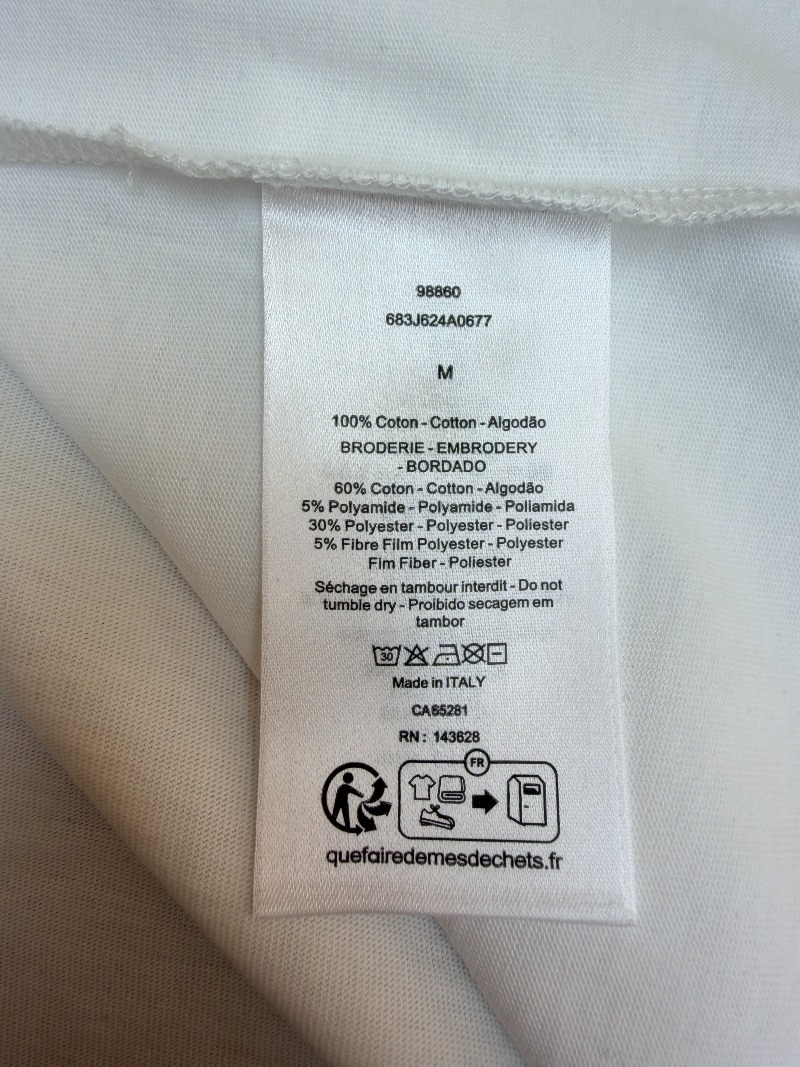 98860
683J624A0677
M
100% Coton - Cotton - Algodão
BRODERIE - EMBRODERY
- BORDADO
60% Coton - Cotton - Algodão
5% Polyamide - Polyamide - Poliamida
30% Polyester - Polyester - Poliester
5% Fibre Film Polyester - Polyester
Fim Fiber - Poliester
Séchage en tambour interdit - Do not
tumble dry - Proibido secagem em
tambor
30
Made in ITALY
CA65281
RN : 143628
FR
quefairedemesdechets.fr